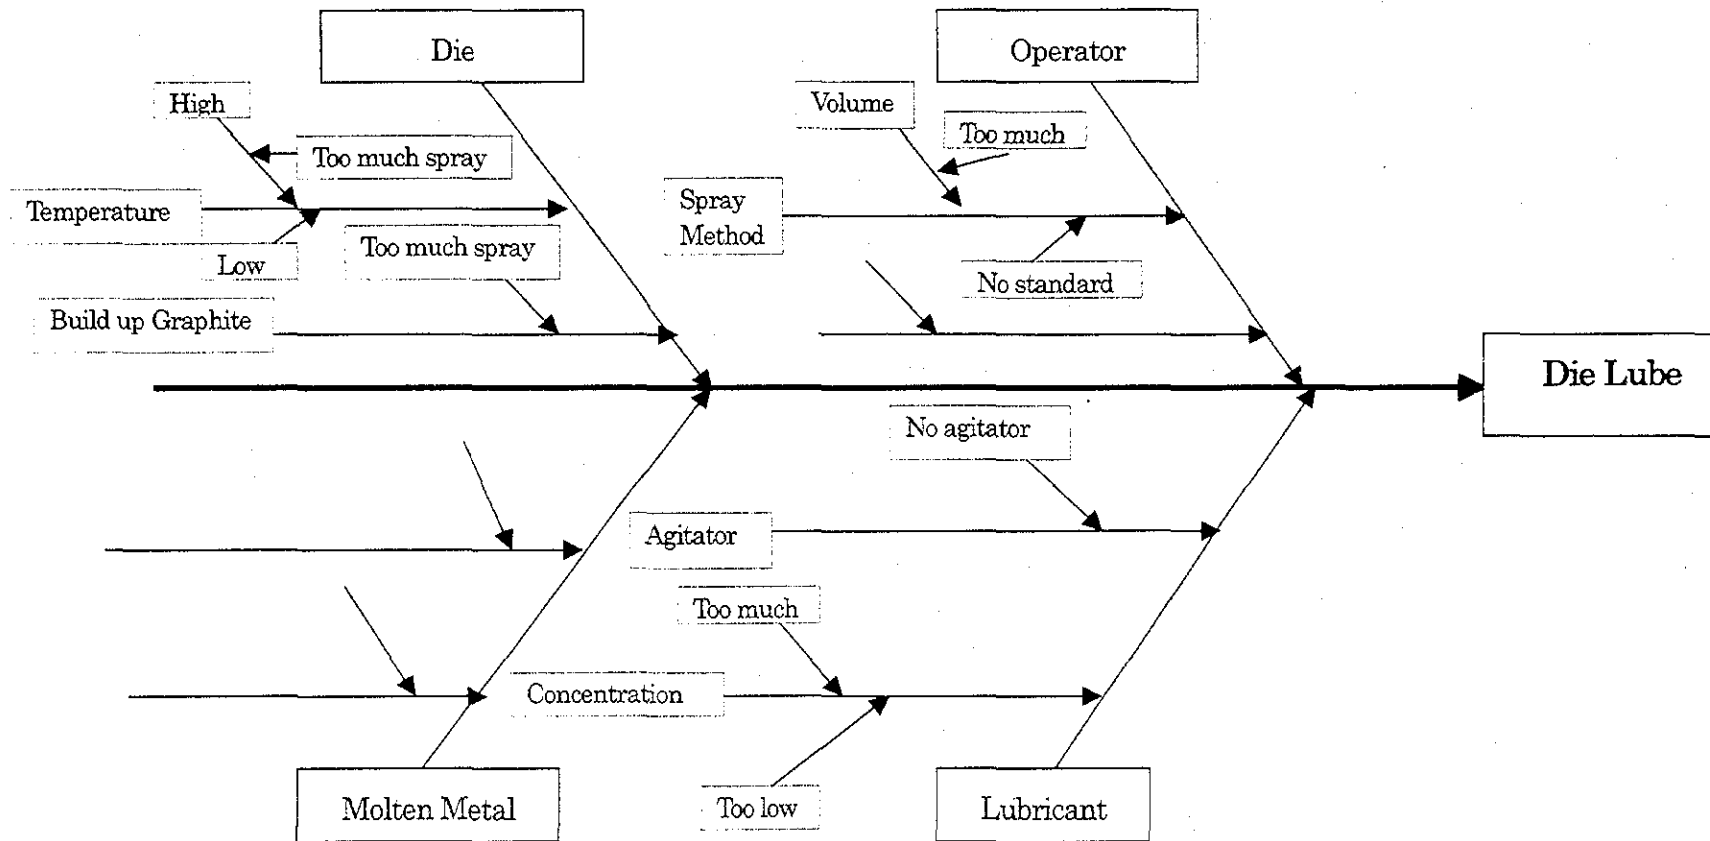 Die
Operator
High
Volume
Too much
Too much spray
Temperature
Spray
Method
Too much spray
Low
No standard
Build up Graphite
Die Lube
No agitator
Agitator
Too much
Concentration
Too low
Molten Metal
Lubricant